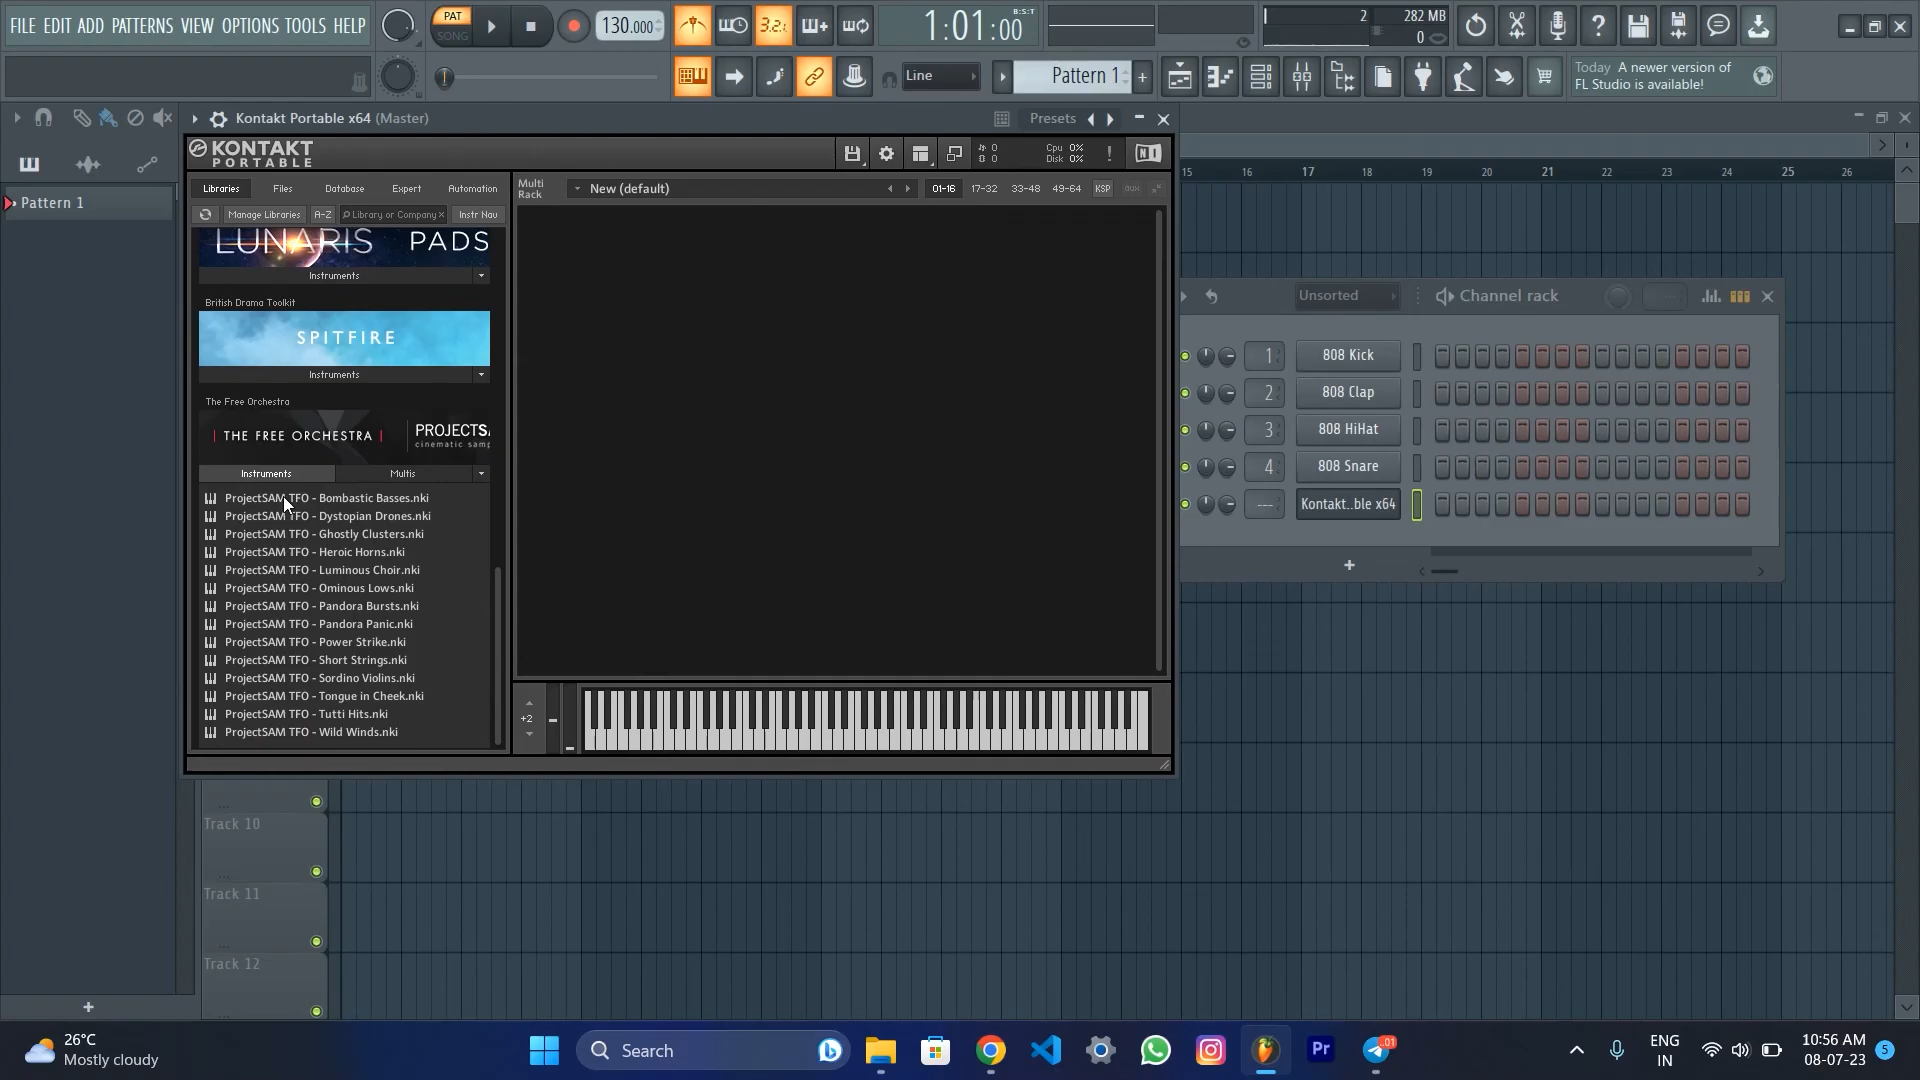 FILE EDIT ADD PATTERNS VIEW OPTIONS TOOLS HELP
PAT
SONG
130.000
3.2.
1:01:00
B:S:T
2
282 MB
0
Line
Pattern 1
+
Today A newer version of
FL Studio is available!
Kontakt Portable x64 (Master)
Presets
Pattern 1
KONTAKT
PORTABLE
0
0
Cpu 0%
Disk 0%
!
NI
Libraries
Files
Database
Expert
Automation
Multi
Rack
New (default)
01-16
17-32
33-48
49-64
KSP
aux
Manage Libraries
A-Z
Library or Company
Instr Nav
LUNARIS PADS
Instruments
British Drama Toolkit
SPITFIRE
Instruments
The Free Orchestra
| THE FREE ORCHESTRA |
PROJECTSA
cinematic samp
Instruments
Multis
ProjectSAM TFO - Bombastic Basses.nki
ProjectSAM TFO - Dystopian Drones.nki
ProjectSAM TFO - Ghostly Clusters.nki
ProjectSAM TFO - Heroic Horns.nki
ProjectSAM TFO - Luminous Choir.nki
ProjectSAM TFO - Ominous Lows.nki
ProjectSAM TFO - Pandora Bursts.nki
ProjectSAM TFO - Pandora Panic.nki
ProjectSAM TFO - Power Strike.nki
ProjectSAM TFO - Short Strings.nki
ProjectSAM TFO - Sordino Violins.nki
ProjectSAM TFO - Tongue in Cheek.nki
ProjectSAM TFO - Tutti Hits.nki
ProjectSAM TFO - Wild Winds.nki
+2
15 16 17 18 19 20 21 22 23 24 25 26
Unsorted
Channel rack
1
808 Kick
2
808 Clap
3
808 HiHat
4
808 Snare
---
Kontakt..ble x64
+
...
Track 10
...
Track 11
...
Track 12
...
+
26°C
Mostly cloudy
Search
Pr
.01
ENG
IN
10:56 AM
08-07-23
5